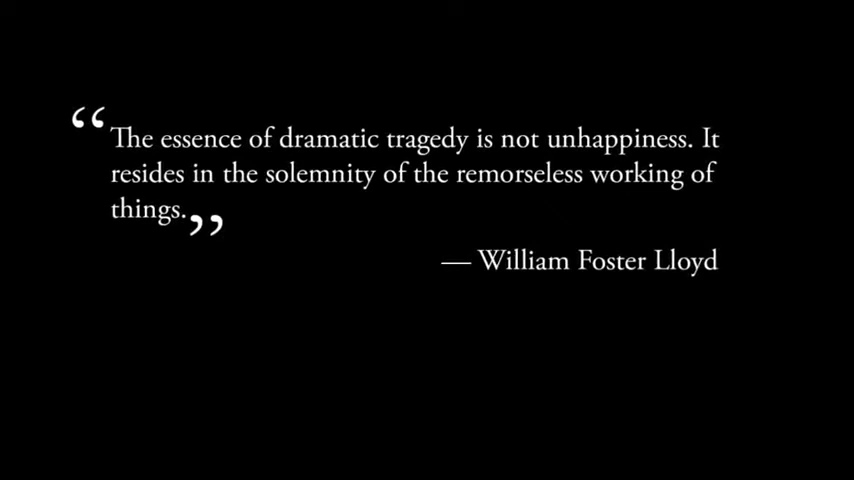 “The essence of dramatic tragedy is not unhappiness. It
resides in the solemnity of the remorseless working of
things.”
— William Foster Lloyd